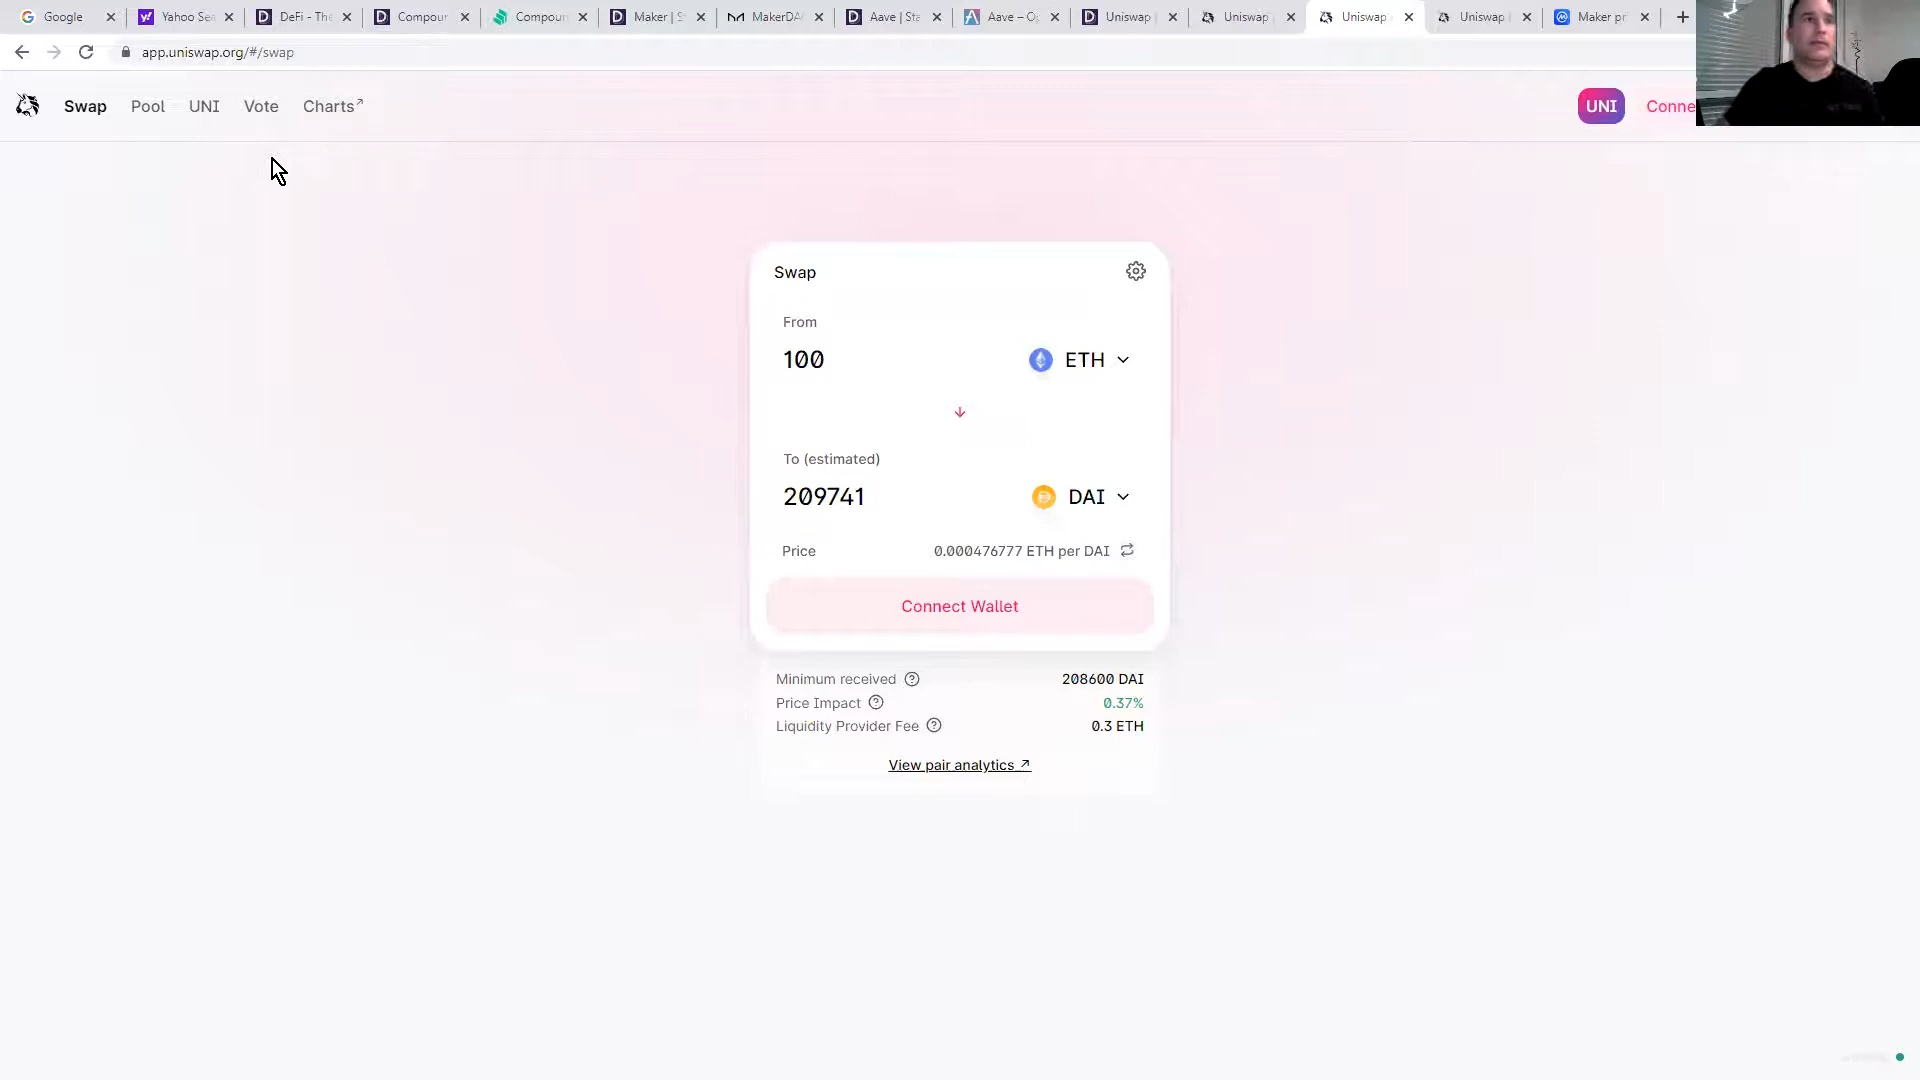 Google
Yahoo Sea
DeFi - The
Compour
Compoun
Maker | S
MakerDA
Aave | Sta
Aave – Op
Uniswap
Uniswap
Uniswap
Uniswap
Maker pr
app.uniswap.org/#/swap
Swap
Pool
UNI
Vote
Charts↗
UNI
Conne
Swap
From
100
ETH
To (estimated)
209741
DAI
Price
0.000476777 ETH per DAI
Connect Wallet
Minimum received
208600 DAI
Price Impact
0.37%
Liquidity Provider Fee
0.3 ETH
View pair analytics ↗